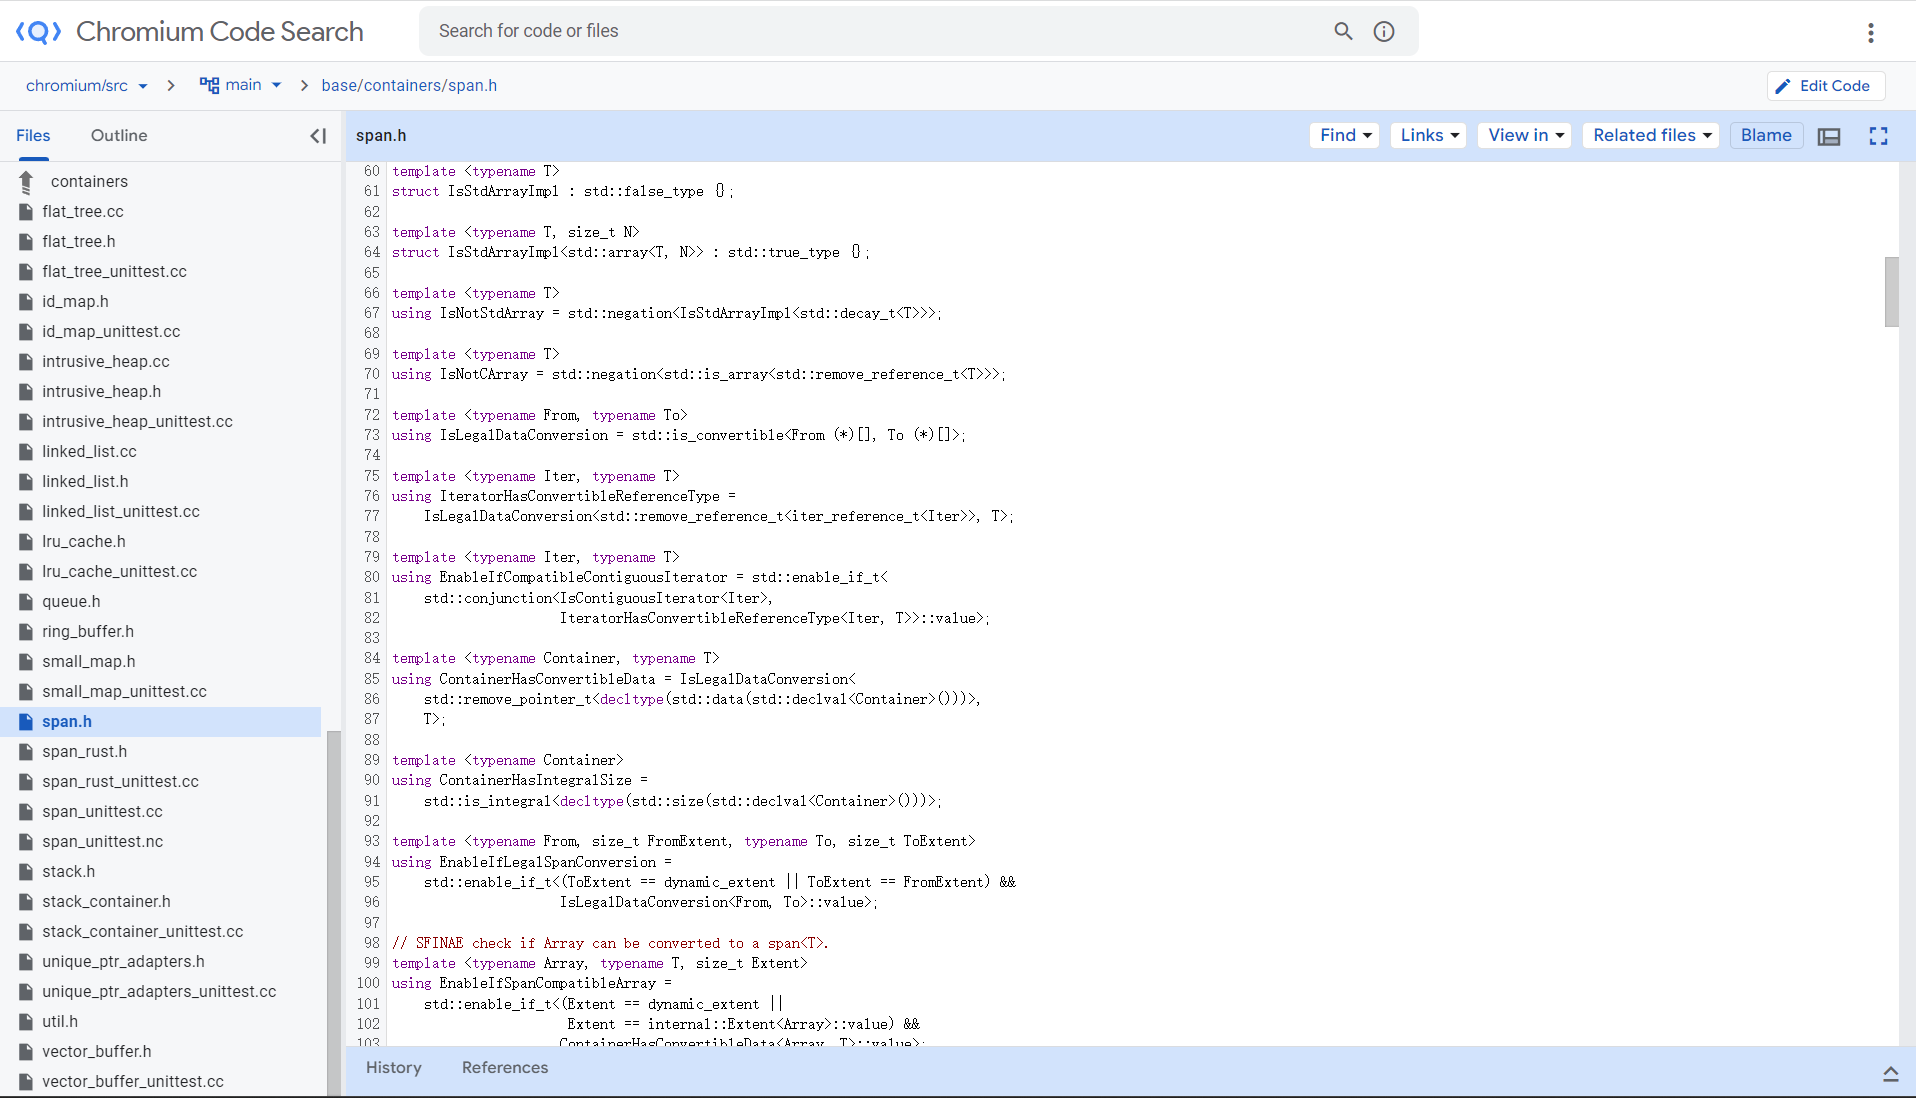 Chromium Code Search
Search for code or files
chromium/src
main
base/containers/span.h
Edit Code
Files
Outline
span.h
Find
Links
View in
Related files
Blame
containers
flat_tree.cc
flat_tree.h
flat_tree_unittest.cc
id_map.h
id_map_unittest.cc
intrusive_heap.cc
intrusive_heap.h
intrusive_heap_unittest.cc
linked_list.cc
linked_list.h
linked_list_unittest.cc
lru_cache.h
lru_cache_unittest.cc
queue.h
ring_buffer.h
small_map.h
small_map_unittest.cc
span.h
span_rust.h
span_rust_unittest.cc
span_unittest.cc
span_unittest.nc
stack.h
stack_container.h
stack_container_unittest.cc
unique_ptr_adapters.h
unique_ptr_adapters_unittest.cc
util.h
vector_buffer.h
vector_buffer_unittest.cc
60 template <typename T>
61 struct IsStdArrayImpl : std::false_type {};
62
63 template <typename T, size_t N>
64 struct IsStdArrayImpl<std::array<T, N>> : std::true_type {};
65
66 template <typename T>
67 using IsNotStdArray = std::negation<IsStdArrayImpl<std::decay_t<T>>>;
68
69 template <typename T>
70 using IsNotCArray = std::negation<std::is_array<std::remove_reference_t<T>>>;
71
72 template <typename From, typename To>
73 using IsLegalDataConversion = std::is_convertible<From (*)[], To (*)[]>;
74
75 template <typename Iter, typename T>
76 using IteratorHasConvertibleReferenceType =
77     IsLegalDataConversion<std::remove_reference_t<iter_reference_t<Iter>>, T>;
78
79 template <typename Iter, typename T>
80 using EnableIfCompatibleContiguousIterator = std::enable_if_t<
81     std::conjunction<IsContiguousIterator<Iter>,
82                      IteratorHasConvertibleReferenceType<Iter, T>>::value>;
83
84 template <typename Container, typename T>
85 using ContainerHasConvertibleData = IsLegalDataConversion<
86     std::remove_pointer_t<decltype(std::data(std::declval<Container>()))>,
87     T>;
88
89 template <typename Container>
90 using ContainerHasIntegralSize =
91     std::is_integral<decltype(std::size(std::declval<Container>()))>;
92
93 template <typename From, size_t FromExtent, typename To, size_t ToExtent>
94 using EnableIfLegalSpanConversion =
95     std::enable_if_t<(ToExtent == dynamic_extent || ToExtent == FromExtent) &&
96                      IsLegalDataConversion<From, To>::value>;
97
98 // SFINAE check if Array can be converted to a span<T>.
99 template <typename Array, typename T, size_t Extent>
100 using EnableIfSpanCompatibleArray =
101     std::enable_if_t<(Extent == dynamic_extent ||
102                       Extent == internal::Extent<Array>::value) &&
103                      ContainerHasConvertibleData<Array, T>::value>;
History
References